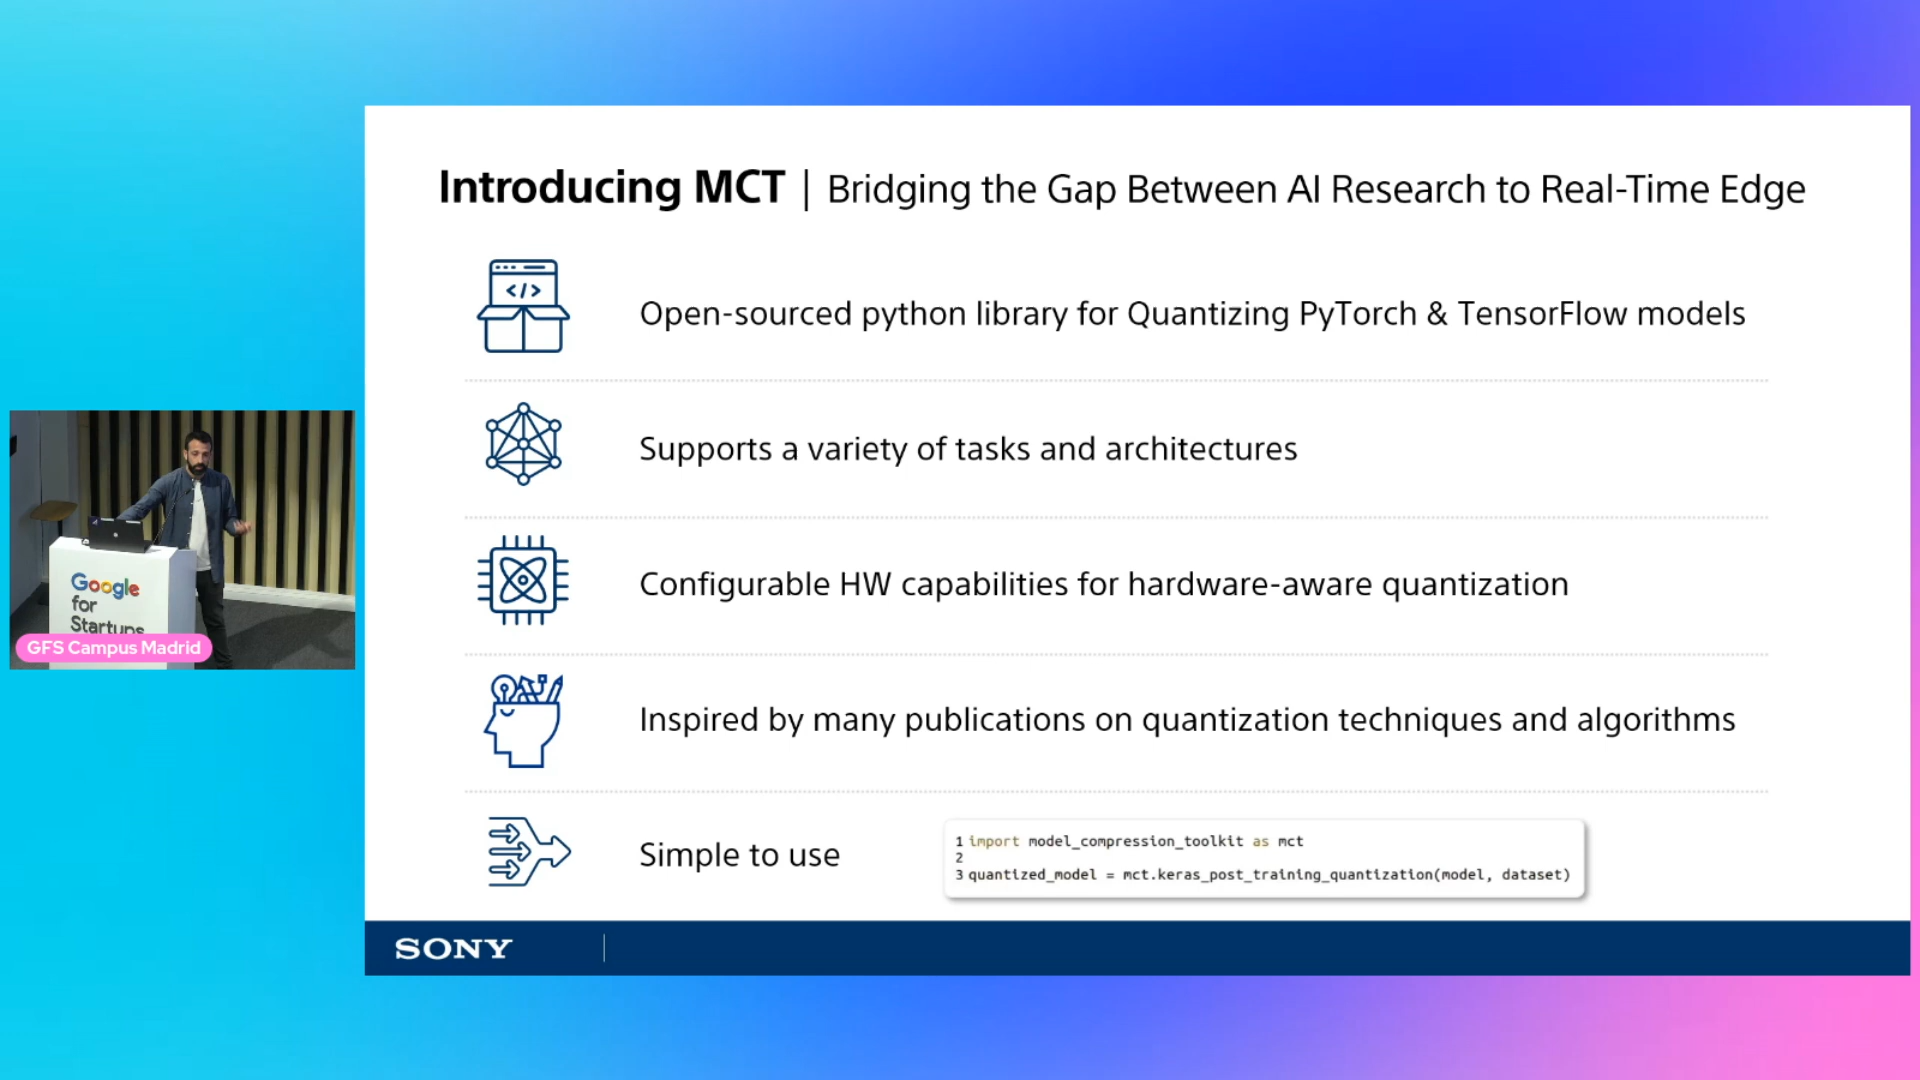 Introducing MCT | Bridging the Gap Between AI Research to Real-Time Edge
Open-sourced python library for Quantizing PyTorch & TensorFlow models
Supports a variety of tasks and architectures
Configurable HW capabilities for hardware-aware quantization
Inspired by many publications on quantization techniques and algorithms
Simple to use
1 import model_compression_toolkit as mct
2
3 quantized_model = mct.keras_post_training_quantization(model, dataset)
SONY
Google
for
Startups
GFS Campus Madrid